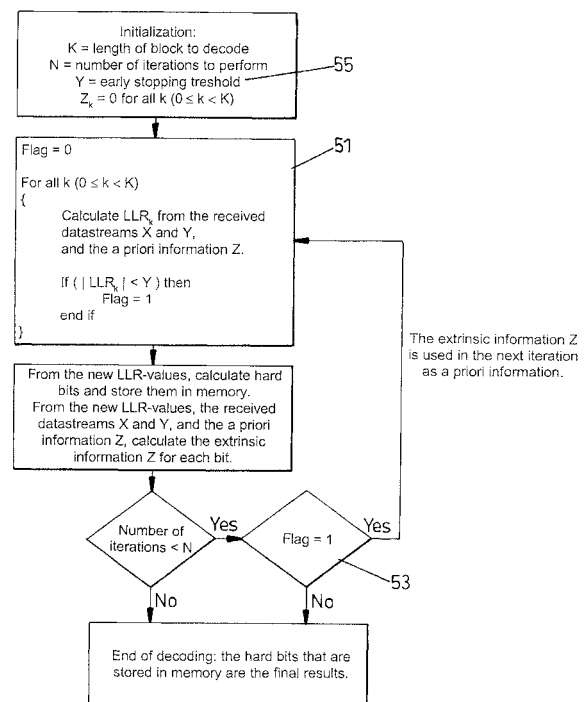 Initialization:
K = length of block to decode
N = number of iterations to perform
Y = early stopping treshold
Zk = 0 for all k (0 ≤ k < K)
55
Flag = 0
51
For all k (0 ≤ k < K)
{
Calculate LLRk from the received
datastreams X and Y,
and the a priori information Z.
If ( | LLRk | < Y ) then
Flag = 1
end if
}
The extrinsic information Z
is used in the next iteration
as a priori information.
From the new LLR-values, calculate hard
bits and store them in memory.
From the new LLR-values, the received
datastreams X and Y, and the a priori
information Z, calculate the extrinsic
information Z for each bit.
Number of
iterations < N
Yes
Flag = 1
Yes
53
No
No
End of decoding: the hard bits that are
stored in memory are the final results.